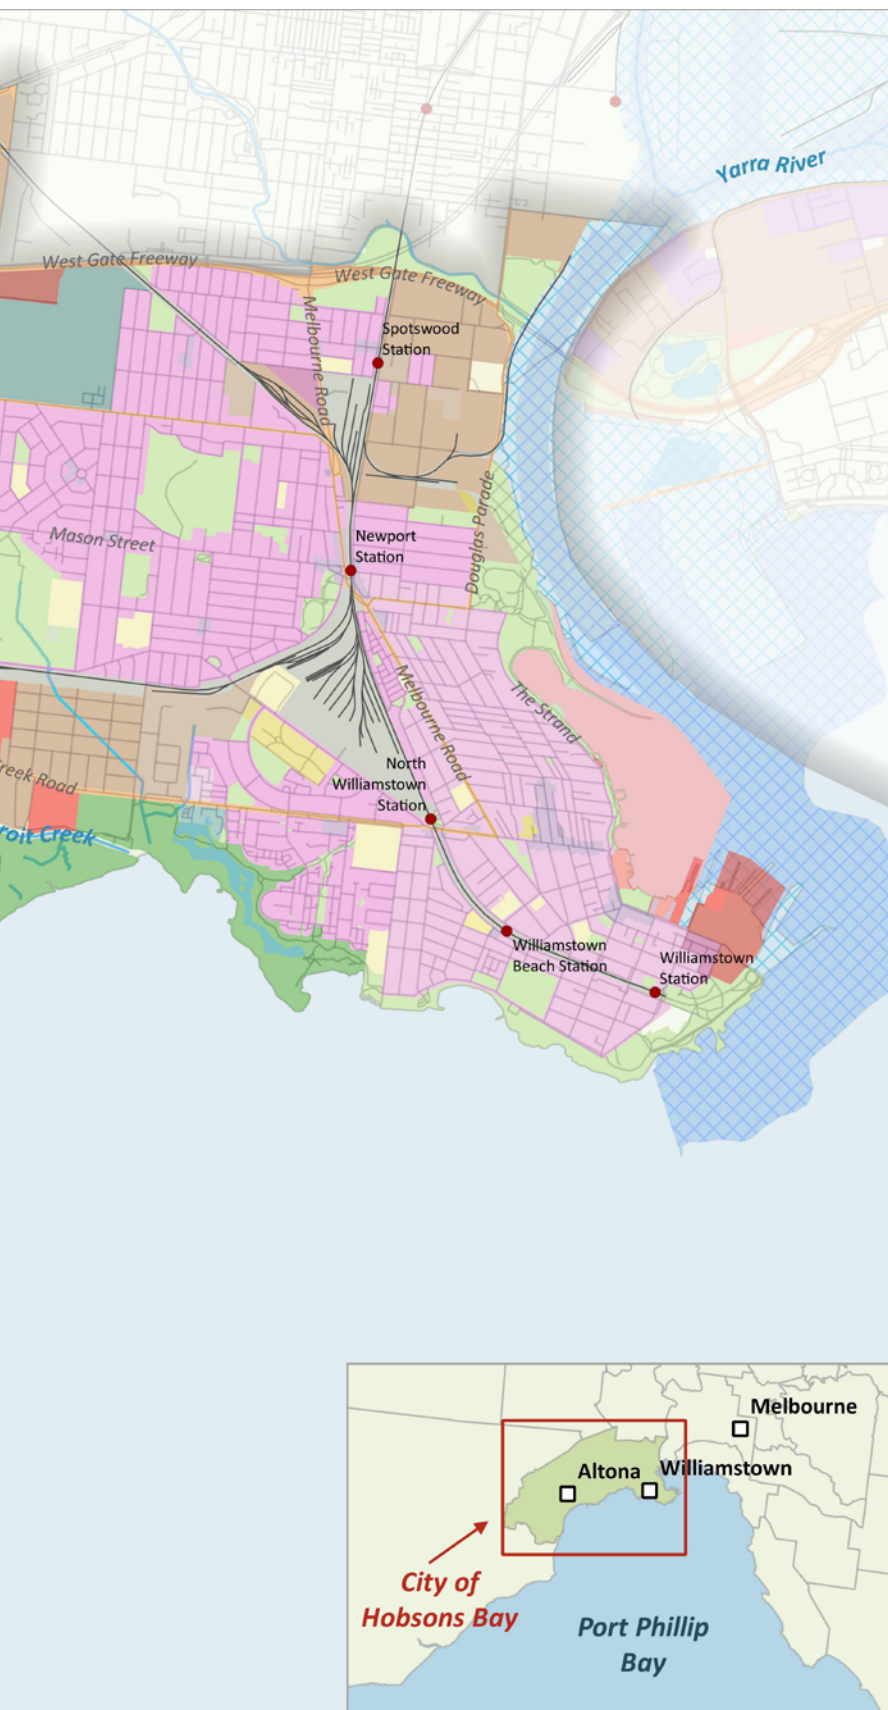 Yarra River
West Gate Freeway
West Gate Freeway
Melbourne Road
Spotswood
Station
Douglas Parade
Mason Street
Newport
Station
The Strand
Melbourne Road
North
Williamstown
Station
reek Road
roit Creek
Williamstown
Beach Station
Williamstown
Station
Melbourne
Altona
Williamstown
City of
Hobsons Bay
Port Phillip
Bay